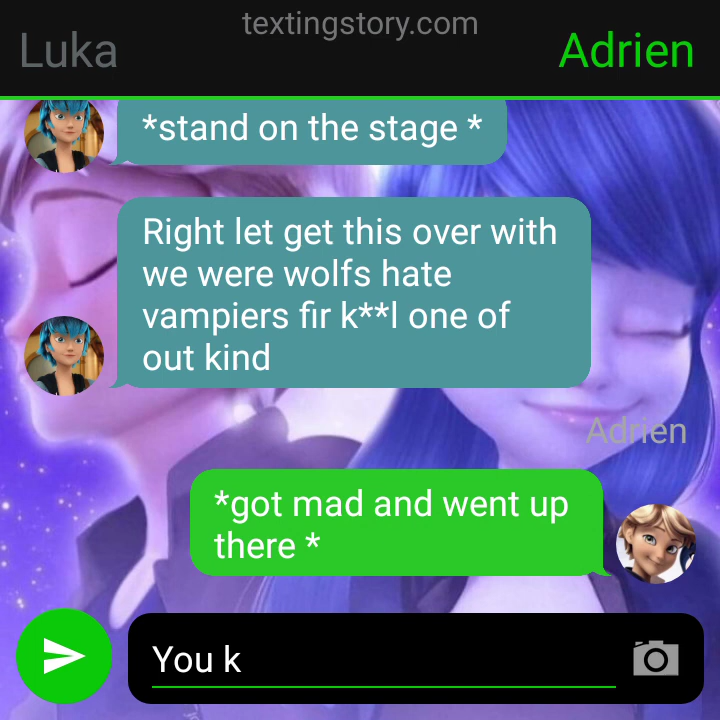 textingstory.com
Luka
Adrien
*stand on the stage *
Right let get this over with
we were wolfs hate
vampiers fir k**l one of
out kind
Adrien
*got mad and went up
there *
You k